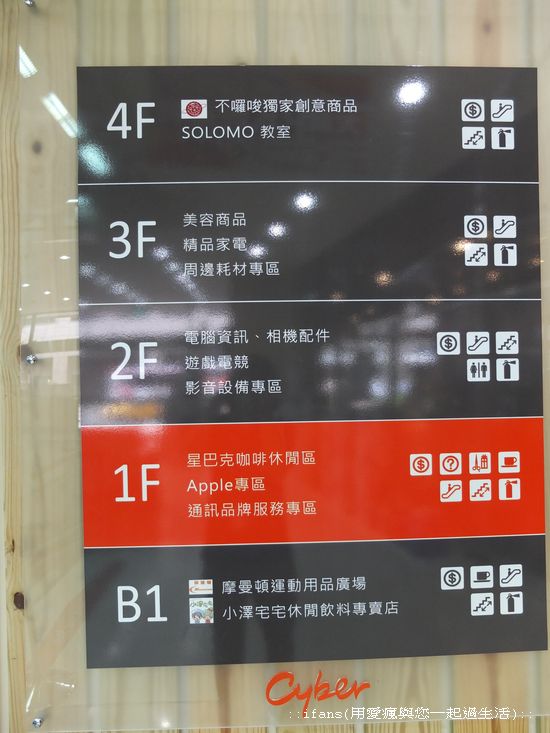 4F
不囉唆獨家創意商品
SOLOMO 教室
3F
美容商品
精品家電
周邊耗材專區
2F
電腦資訊、相機配件
遊戲電競
影音設備專區
1F
星巴克咖啡休閒區
Apple專區
通訊品牌服務專區
B1
摩曼頓運動用品廣場
小澤宅宅休閒飲料專賣店
Cyber
::ifans(用愛瘋與您一起過生活)::